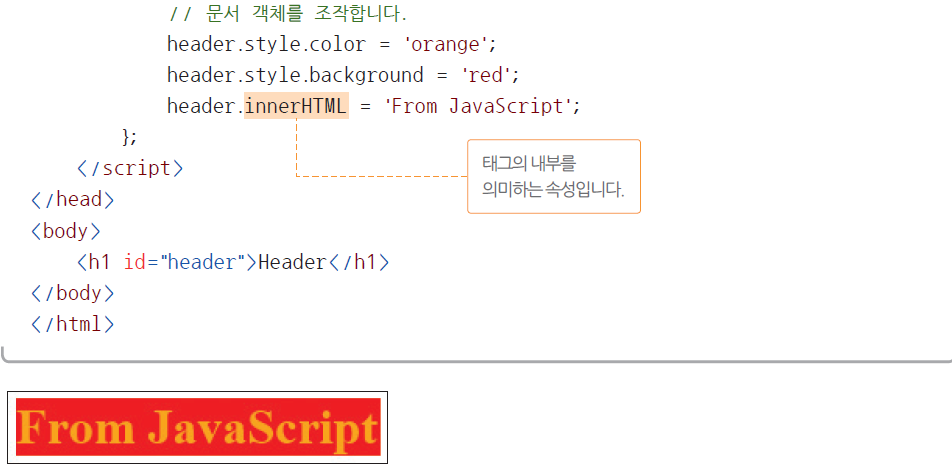 // 문서 객체를 조작합니다.
header.style.color = 'orange';
header.style.background = 'red';
header.innerHTML = 'From JavaScript';
};
</script>
태그의 내부를
의미하는 속성입니다.
</head>
<body>
<h1 id="header">Header</h1>
</body>
</html>
From JavaScript